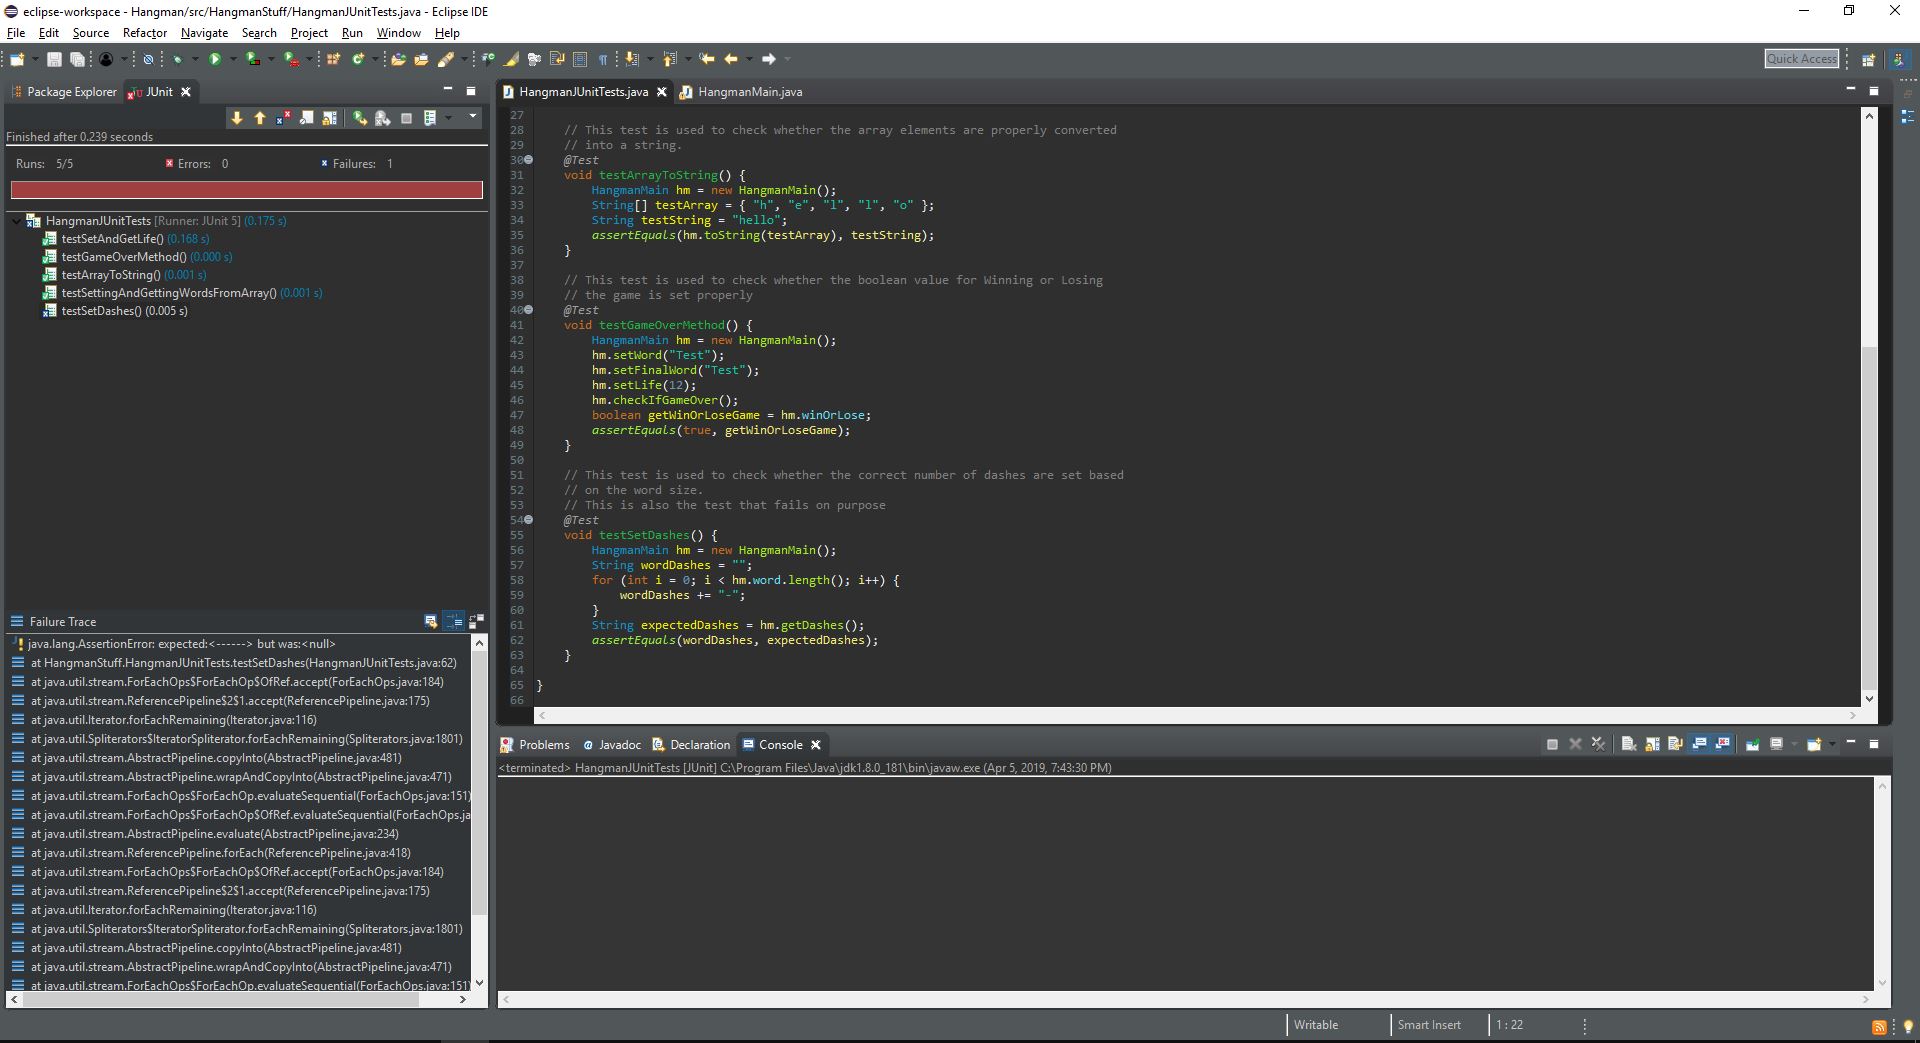 eclipse-workspace - Hangman/src/HangmanStuff/HangmanJUnitTests.java - Eclipse IDE
File Edit Source Refactor Navigate Search Project Run Window Help
Quick Access
Package Explorer JUnit
Finished after 0.239 seconds
Runs: 5/5 Errors: 0 Failures: 1
HangmanJUnitTests [Runner: JUnit 5] (0.175 s)
testSetAndGetLife() (0.168 s)
testGameOverMethod() (0.000 s)
testArrayToString() (0.001 s)
testSettingAndGettingWordsFromArray() (0.001 s)
testSetDashes() (0.005 s)
Failure Trace
java.lang.AssertionError: expected:<------> but was:<null>
at HangmanStuff.HangmanJUnitTests.testSetDashes(HangmanJUnitTests.java:62)
at java.util.stream.ForEachOps$ForEachOp$OfRef.accept(ForEachOps.java:184)
at java.util.stream.ReferencePipeline$2$1.accept(ReferencePipeline.java:175)
at java.util.Iterator.forEachRemaining(Iterator.java:116)
at java.util.Spliterators$IteratorSpliterator.forEachRemaining(Spliterators.java:1801)
at java.util.stream.AbstractPipeline.copyInto(AbstractPipeline.java:481)
at java.util.stream.AbstractPipeline.wrapAndCopyInto(AbstractPipeline.java:471)
at java.util.stream.ForEachOps$ForEachOp.evaluateSequential(ForEachOps.java:151)
at java.util.stream.ForEachOps$ForEachOp$OfRef.evaluateSequential(ForEachOps.ja
at java.util.stream.AbstractPipeline.evaluate(AbstractPipeline.java:234)
at java.util.stream.ReferencePipeline.forEach(ReferencePipeline.java:418)
at java.util.stream.ForEachOps$ForEachOp$OfRef.accept(ForEachOps.java:184)
at java.util.stream.ReferencePipeline$2$1.accept(ReferencePipeline.java:175)
at java.util.Iterator.forEachRemaining(Iterator.java:116)
at java.util.Spliterators$IteratorSpliterator.forEachRemaining(Spliterators.java:1801)
at java.util.stream.AbstractPipeline.copyInto(AbstractPipeline.java:481)
at java.util.stream.AbstractPipeline.wrapAndCopyInto(AbstractPipeline.java:471)
at java.util.stream.ForEachOps$ForEachOp.evaluateSequential(ForEachOps.java:151)
HangmanJUnitTests.java HangmanMain.java
27
28 // This test is used to check whether the array elements are properly converted
29 // into a string.
30 @Test
31 void testArrayToString() {
32 HangmanMain hm = new HangmanMain();
33 String[] testArray = { "h", "e", "l", "l", "o" };
34 String testString = "hello";
35 assertEquals(hm.toString(testArray), testString);
36 }
37
38 // This test is used to check whether the boolean value for Winning or Losing
39 // the game is set properly
40 @Test
41 void testGameOverMethod() {
42 HangmanMain hm = new HangmanMain();
43 hm.setWord("Test");
44 hm.setFinalWord("Test");
45 hm.setLife(12);
46 hm.checkIfGameOver();
47 boolean getWinOrLoseGame = hm.winOrLose;
48 assertEquals(true, getWinOrLoseGame);
49 }
50
51 // This test is used to check whether the correct number of dashes are set based
52 // on the word size.
53 // This is also the test that fails on purpose
54 @Test
55 void testSetDashes() {
56 HangmanMain hm = new HangmanMain();
57 String wordDashes = "";
58 for (int i = 0; i < hm.word.length(); i++) {
59 wordDashes += "-";
60 }
61 String expectedDashes = hm.getDashes();
62 assertEquals(wordDashes, expectedDashes);
63 }
64
65 }
66
Problems Javadoc Declaration Console
<terminated> HangmanJUnitTests [JUnit] C:\Program Files\Java\jdk1.8.0_181\bin\javaw.exe (Apr 5, 2019, 7:43:30 PM)
Writable Smart Insert 1 : 22